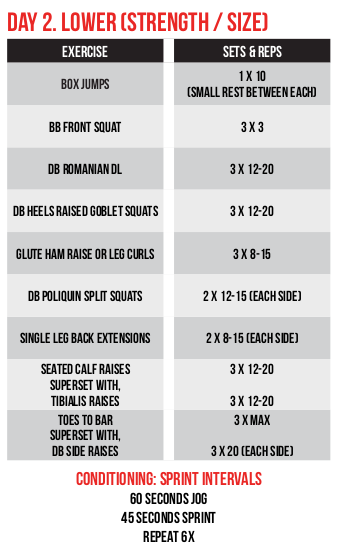 DAY 2. LOWER (STRENGTH / SIZE)
EXERCISE SETS & REPS
BOX JUMPS 1 X 10
(SMALL REST BETWEEN EACH)
BB FRONT SQUAT 3 X 3
DB ROMANIAN DL 3 X 12-20
DB HEELS RAISED GOBLET SQUATS 3 X 12-20
GLUTE HAM RAISE OR LEG CURLS 3 X 8-15
DB POLIQUIN SPLIT SQUATS 2 X 12-15 (EACH SIDE)
SINGLE LEG BACK EXTENSIONS 2 X 8-15 (EACH SIDE)
SEATED CALF RAISES 3 X 12-20
SUPERSET WITH,
TIBIALIS RAISES 3 X 12-20
TOES TO BAR 3 X MAX
SUPERSET WITH,
DB SIDE RAISES 3 X 20 (EACH SIDE)
CONDITIONING: SPRINT INTERVALS
60 SECONDS JOG
45 SECONDS SPRINT
REPEAT 6X